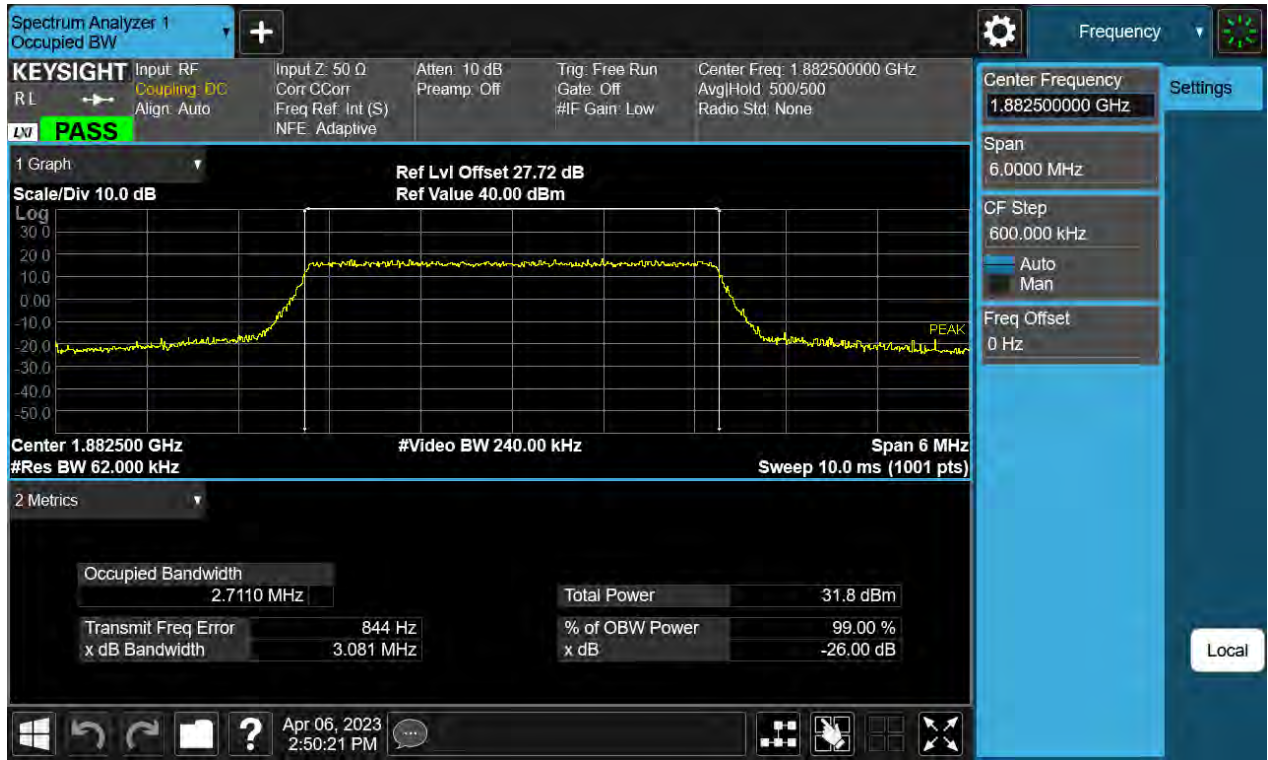 Spectrum Analyzer 1
Occupied BW
+
Frequency
KEYSIGHT
RL
LXI
PASS
Input: RF
Coupling: DC
Align: Auto
Input Z: 50 Ω
Corr CCorr
Freq Ref: Int (S)
NFE: Adaptive
Atten: 10 dB
Preamp: Off
Trig: Free Run
Gate: Off
#IF Gain: Low
Center Freq: 1.882500000 GHz
Avg|Hold: 500/500
Radio Std: None
1 Graph
Scale/Div 10.0 dB
Ref Lvl Offset 27.72 dB
Ref Value 40.00 dBm
Log
30.0
20.0
10.0
0.00
-10.0
-20.0
-30.0
-40.0
-50.0
PEAK
Center 1.882500 GHz
#Video BW 240.00 kHz
Span 6 MHz
#Res BW 62.000 kHz
Sweep 10.0 ms (1001 pts)
2 Metrics
Occupied Bandwidth
2.7110 MHz
Total Power 31.8 dBm
Transmit Freq Error 844 Hz
% of OBW Power 99.00 %
x dB Bandwidth 3.081 MHz
x dB -26.00 dB
Center Frequency
1.882500000 GHz
Settings
Span
6.0000 MHz
CF Step
600.000 kHz
Auto
Man
Freq Offset
0 Hz
Local
?
Apr 06, 2023
2:50:21 PM